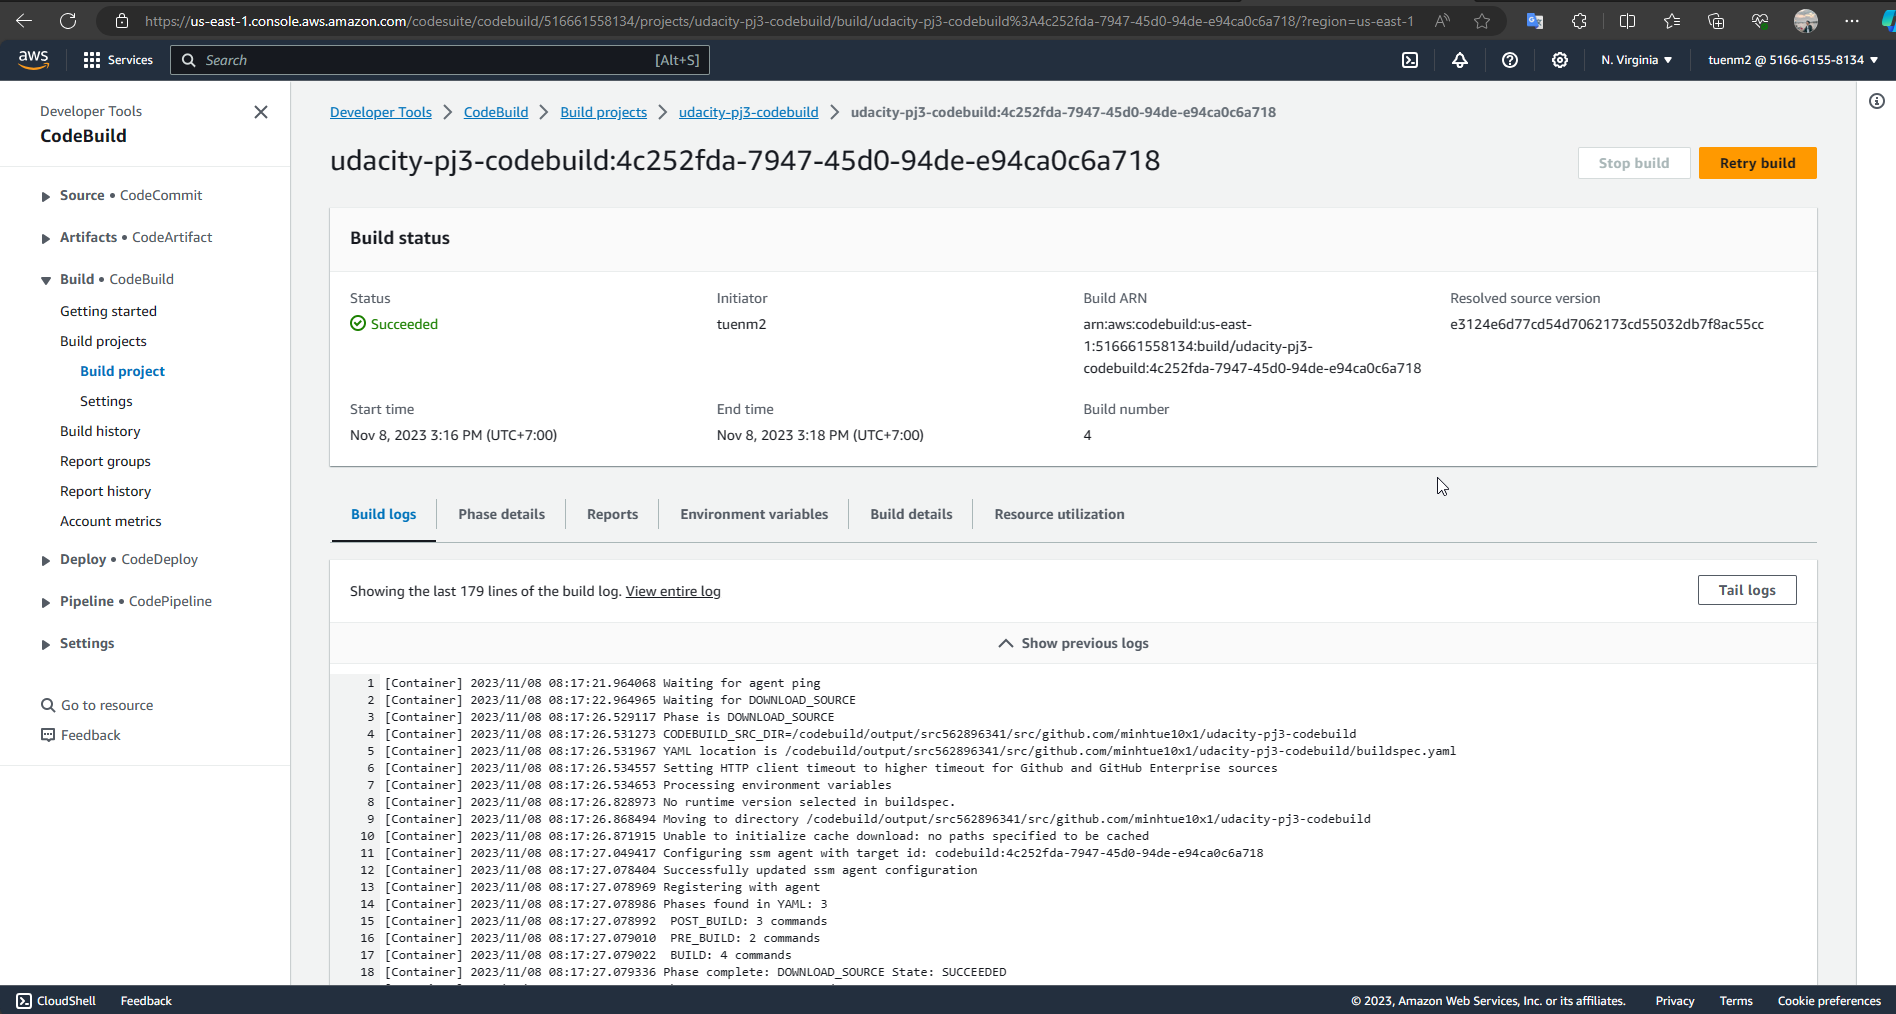 https://us-east-1.console.aws.amazon.com/codesuite/codebuild/516661558134/projects/udacity-pj3-codebuild/build/udacity-pj3-codebuild%3A4c252fda-7947-45d0-94de-e94ca0c6a718/?region=us-east-1
aws
Services
Search
[Alt+S]
N. Virginia
tuenm2 @ 5166-6155-8134
Developer Tools
CodeBuild
Source • CodeCommit
Artifacts • CodeArtifact
Build • CodeBuild
Getting started
Build projects
Build project
Settings
Build history
Report groups
Report history
Account metrics
Deploy • CodeDeploy
Pipeline • CodePipeline
Settings
Go to resource
Feedback
Developer Tools
CodeBuild
Build projects
udacity-pj3-codebuild
udacity-pj3-codebuild:4c252fda-7947-45d0-94de-e94ca0c6a718
udacity-pj3-codebuild:4c252fda-7947-45d0-94de-e94ca0c6a718
Stop build
Retry build
Build status
Status
Succeeded
Initiator
tuenm2
Build ARN
arn:aws:codebuild:us-east-
1:516661558134:build/udacity-pj3-
codebuild:4c252fda-7947-45d0-94de-e94ca0c6a718
Resolved source version
e3124e6d77cd54d7062173cd55032db7f8ac55cc
Start time
Nov 8, 2023 3:16 PM (UTC+7:00)
End time
Nov 8, 2023 3:18 PM (UTC+7:00)
Build number
4
Build logs
Phase details
Reports
Environment variables
Build details
Resource utilization
Showing the last 179 lines of the build log. View entire log
Tail logs
Show previous logs
1 [Container] 2023/11/08 08:17:21.964068 Waiting for agent ping
2 [Container] 2023/11/08 08:17:22.964965 Waiting for DOWNLOAD_SOURCE
3 [Container] 2023/11/08 08:17:26.529117 Phase is DOWNLOAD_SOURCE
4 [Container] 2023/11/08 08:17:26.531273 CODEBUILD_SRC_DIR=/codebuild/output/src562896341/src/github.com/minhtue10x1/udacity-pj3-codebuild
5 [Container] 2023/11/08 08:17:26.531967 YAML location is /codebuild/output/src562896341/src/github.com/minhtue10x1/udacity-pj3-codebuild/buildspec.yaml
6 [Container] 2023/11/08 08:17:26.534557 Setting HTTP client timeout to higher timeout for Github and GitHub Enterprise sources
7 [Container] 2023/11/08 08:17:26.534653 Processing environment variables
8 [Container] 2023/11/08 08:17:26.828973 No runtime version selected in buildspec.
9 [Container] 2023/11/08 08:17:26.868494 Moving to directory /codebuild/output/src562896341/src/github.com/minhtue10x1/udacity-pj3-codebuild
10 [Container] 2023/11/08 08:17:26.871915 Unable to initialize cache download: no paths specified to be cached
11 [Container] 2023/11/08 08:17:27.049417 Configuring ssm agent with target id: codebuild:4c252fda-7947-45d0-94de-e94ca0c6a718
12 [Container] 2023/11/08 08:17:27.078404 Successfully updated ssm agent configuration
13 [Container] 2023/11/08 08:17:27.078969 Registering with agent
14 [Container] 2023/11/08 08:17:27.078986 Phases found in YAML: 3
15 [Container] 2023/11/08 08:17:27.078992 POST_BUILD: 3 commands
16 [Container] 2023/11/08 08:17:27.079010 PRE_BUILD: 2 commands
17 [Container] 2023/11/08 08:17:27.079022 BUILD: 4 commands
18 [Container] 2023/11/08 08:17:27.079336 Phase complete: DOWNLOAD_SOURCE State: SUCCEEDED
CloudShell
Feedback
© 2023, Amazon Web Services, Inc. or its affiliates.
Privacy
Terms
Cookie preferences